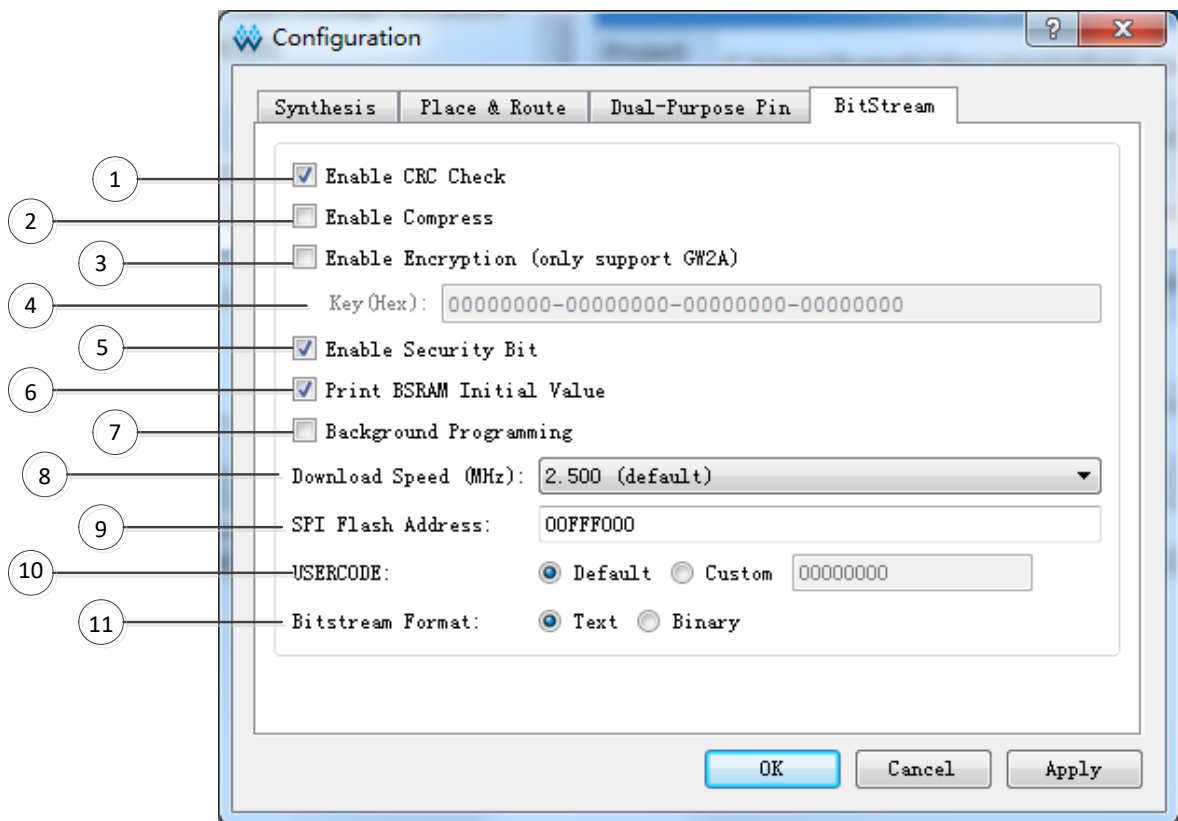 Configuration
Synthesis Place & Route Dual-Purpose Pin BitStream
1 Enable CRC Check
2 Enable Compress
3 Enable Encryption (only support GW2A)
4 Key(Hex): 00000000-00000000-00000000-00000000
5 Enable Security Bit
6 Print BSRAM Initial Value
7 Background Programming
8 Download Speed (MHz): 2.500 (default)
9 SPI Flash Address: 00FFF000
10 USERCODE: Default Custom 00000000
11 Bitstream Format: Text Binary
OK Cancel Apply